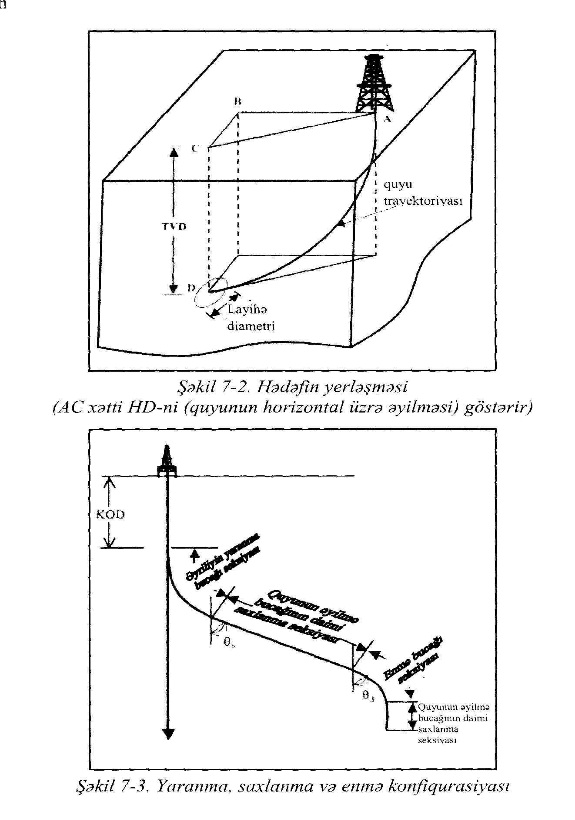 B
A
C
quyu
trayektoriyası
TVD
D
Layihə
diametri
Şəkil 7-2. Hədəfin yerləşməsi
(AC xətti HD-ni (quyunun horizontal üzrə əyilməsi) göstərir)
KOD
Əyriliyin yaranma
bucağı seksiyası
Quyunun əyilmə
bucağının daimi
saxlanma seksiyası
Enmə bucağı
seksiyası
θ
θ
Quyunun əyilmə
bucağının daimi
saxlanma
seksiyası
Şəkil 7-3. Yaranma, saxlanma və enmə konfiqurasiyası